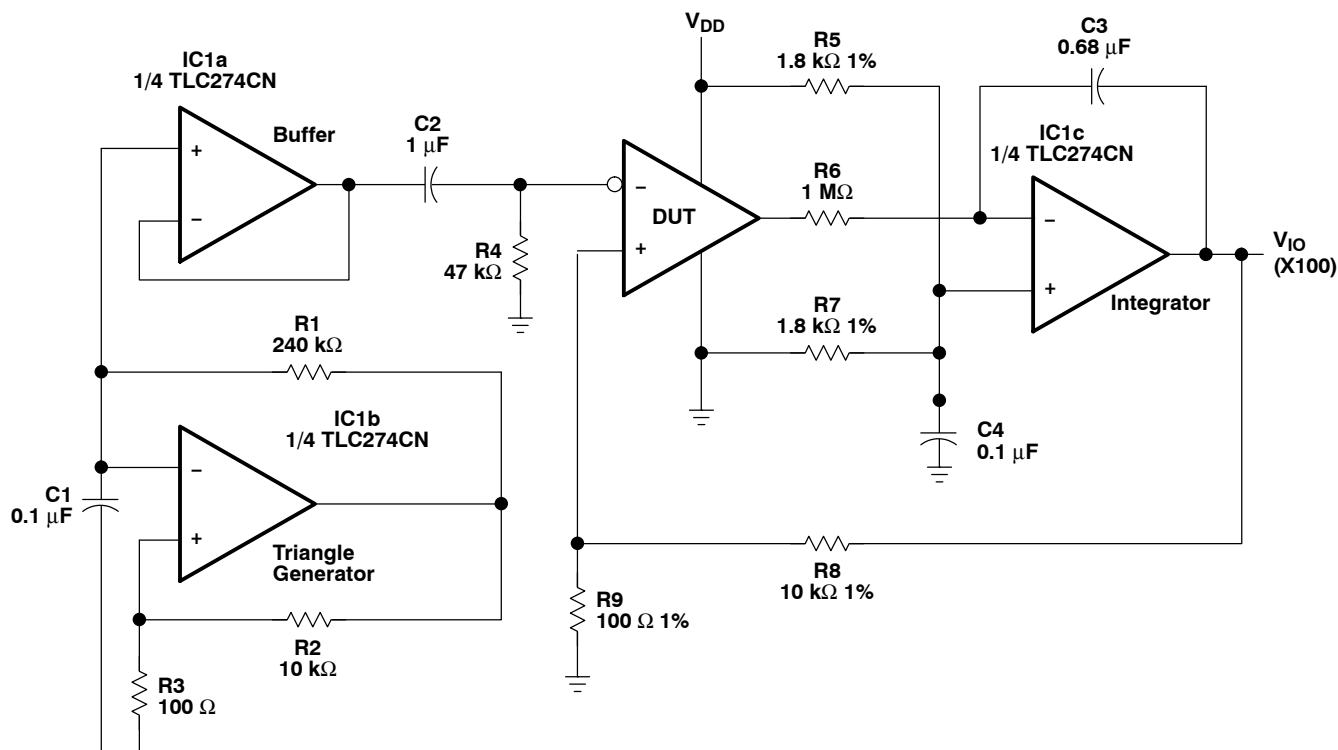 IC1a
1/4 TLC274CN
+
−
Buffer
C2
1 μF
R4
47 kΩ
VDD
−
DUT
+
R5
1.8 kΩ 1%
R6
1 MΩ
R7
1.8 kΩ 1%
C3
0.68 μF
IC1c
1/4 TLC274CN
−
+
Integrator
VIO
(X100)
C4
0.1 μF
R1
240 kΩ
IC1b
1/4 TLC274CN
−
+
Triangle
Generator
C1
0.1 μF
R2
10 kΩ
R3
100 Ω
R8
10 kΩ 1%
R9
100 Ω 1%